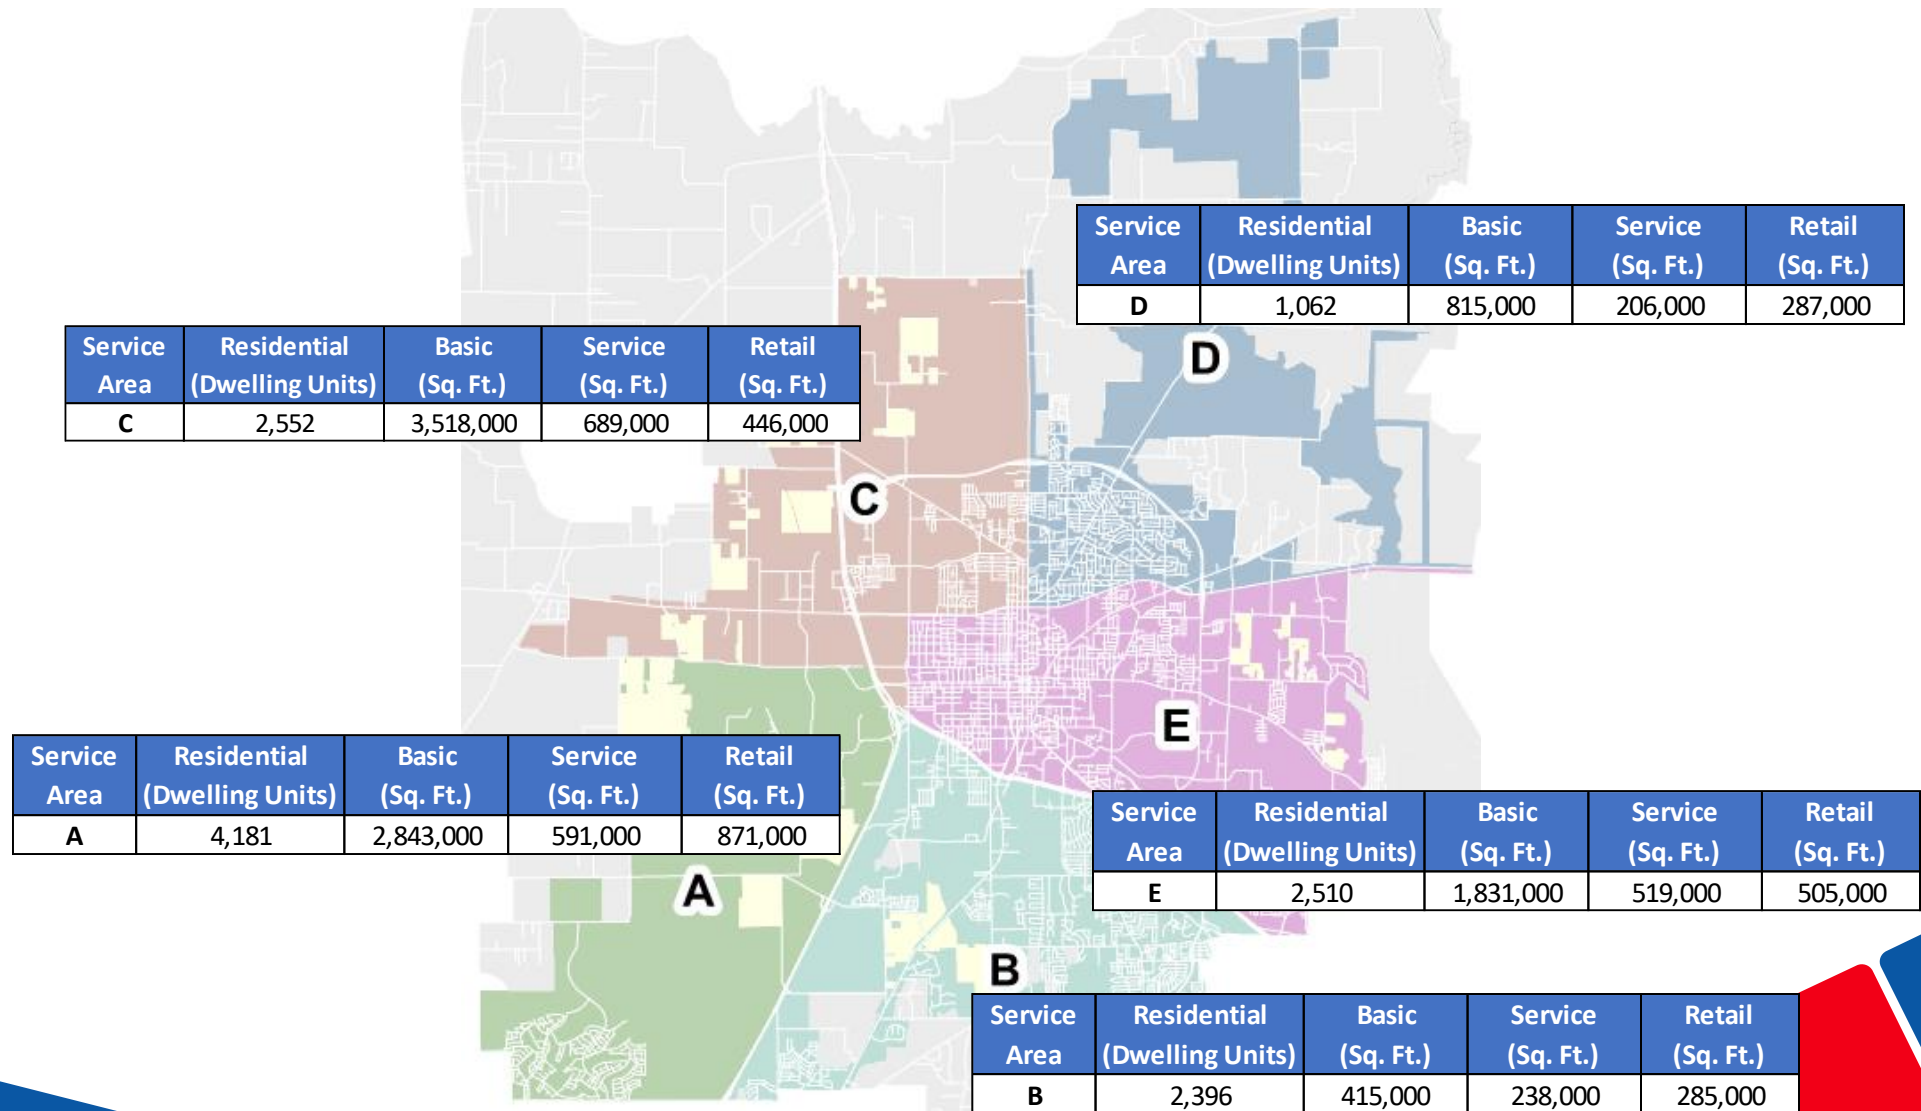 Service Residential Basic Service Retail
Area (Dwelling Units) (Sq. Ft.) (Sq. Ft.) (Sq. Ft.)
D 1,062 815,000 206,000 287,000
D
Service Residential Basic Service Retail
Area (Dwelling Units) (Sq. Ft.) (Sq. Ft.) (Sq. Ft.)
C 2,552 3,518,000 689,000 446,000
C
E
Service Residential Basic Service Retail
Area (Dwelling Units) (Sq. Ft.) (Sq. Ft.) (Sq. Ft.)
A 4,181 2,843,000 591,000 871,000
A
Service Residential Basic Service Retail
Area (Dwelling Units) (Sq. Ft.) (Sq. Ft.) (Sq. Ft.)
E 2,510 1,831,000 519,000 505,000
B
Service Residential Basic Service Retail
Area (Dwelling Units) (Sq. Ft.) (Sq. Ft.) (Sq. Ft.)
B 2,396 415,000 238,000 285,000